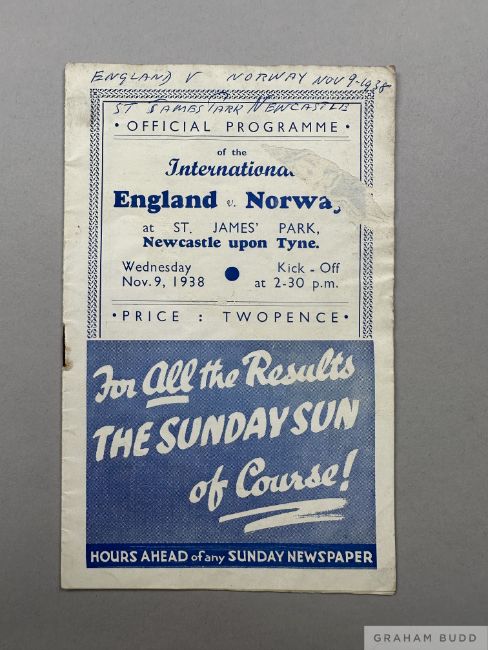 ENGLAND V NORWAY NOV 9-1938
ST JAMES PARK NEWCASTLE
• OFFICIAL PROGRAMME •
of the
Internationa
England v. Norwa
at ST. JAMES' PARK,
Newcastle upon Tyne.
Wednesday Kick - Off
Nov. 9, 1938 at 2-30 p.m.
• PRICE : TWOPENCE •
For All the Results
THE SUNDAY SUN
of Course!
HOURS AHEAD of any SUNDAY NEWSPAPER
GRAHAM BUDD